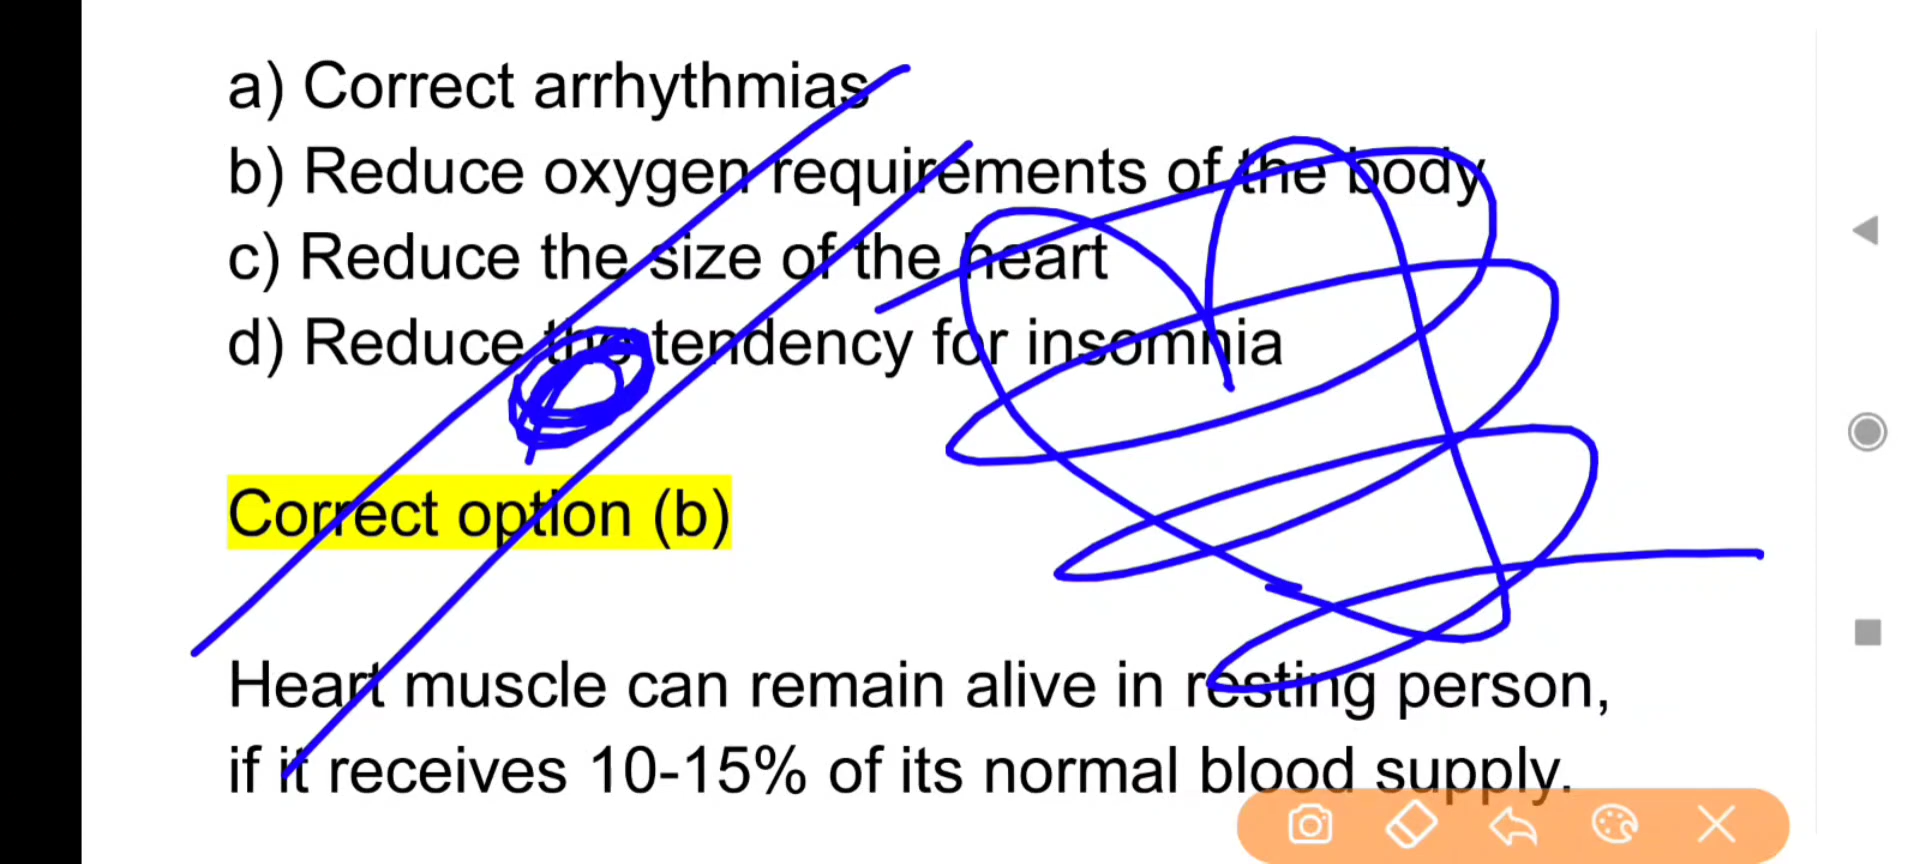 a) Correct arrhythmias
b) Reduce oxygen requirements of the body
c) Reduce the size of the heart
d) Reduce the tendency for insomnia
Correct option (b)
Heart muscle can remain alive in resting person,
if it receives 10-15% of its normal blood supply.